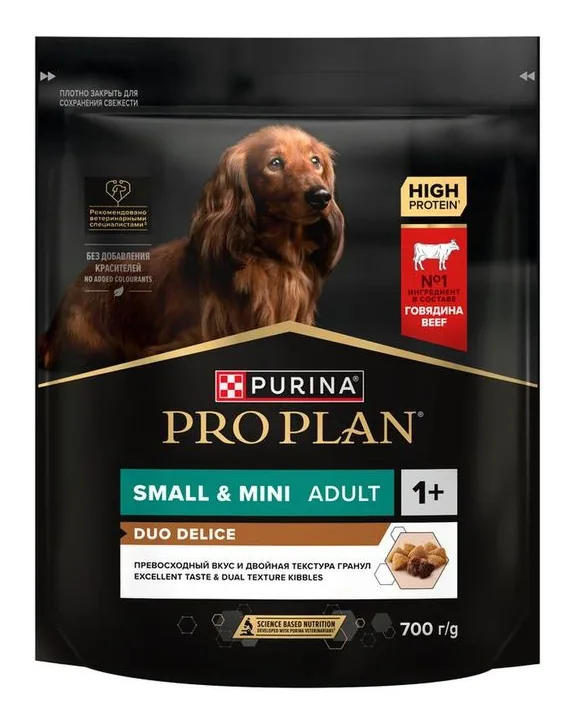 ПЛОТНО ЗАКРЫТЬ ДЛЯ
СОХРАНЕНИЯ СВЕЖЕСТИ
Рекомендовано
ветеринарными
специалистами²
БЕЗ ДОБАВЛЕНИЯ
КРАСИТЕЛЕЙ
NO ADDED COLOURANTS
HIGH
PROTEIN¹
№1
ИНГРЕДИЕНТ
В СОСТАВЕ
ГОВЯДИНА
BEEF
PURINA®
PRO PLAN®
SMALL & MINI ADULT 1+
DUO DELICE
ПРЕВОСХОДНЫЙ ВКУС И ДВОЙНАЯ ТЕКСТУРА ГРАНУЛ
EXCELLENT TASTE & DUAL TEXTURE KIBBLES
SCIENCE BASED NUTRITION
DEVELOPED WITH PURINA VETERINARIANS
700 г/g